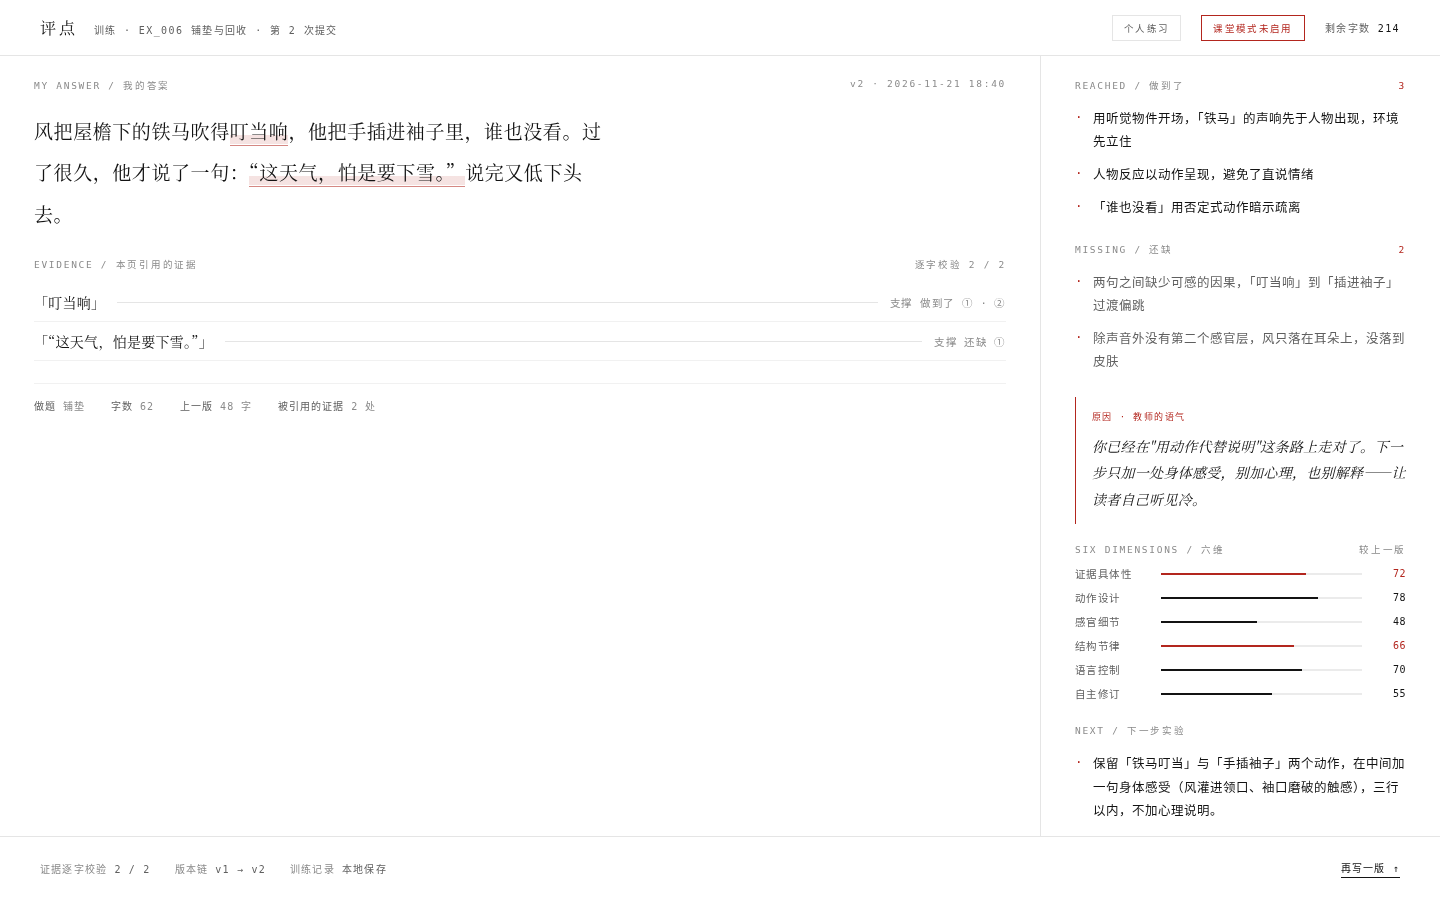 评点 训练 · EX_006 铺垫与回收 · 第 2 次提交 个人练习 课堂模式未启用 剩余字数 214
MY ANSWER / 我的答案 v2 · 2026-11-21 18:40
风把屋檐下的铁马吹得叮当响，他把手插进袖子里，谁也没看。过
了很久，他才说了一句：“这天气，怕是要下雪。”说完又低下头
去。
EVIDENCE / 本页引用的证据 逐字校验 2 / 2
「叮当响」 支撑 做到了 ① · ②
「“这天气，怕是要下雪。”」 支撑 还缺 ①
做题 铺垫 字数 62 上一版 48 字 被引用的证据 2 处
REACHED / 做到了 3
· 用听觉物件开场，「铁马」的声响先于人物出现，环境
先立住
· 人物反应以动作呈现，避免了直说情绪
· 「谁也没看」用否定式动作暗示疏离
MISSING / 还缺 2
· 两句之间缺少可感的因果，「叮当响」到「插进袖子」
过渡偏跳
· 除声音外没有第二个感官层，风只落在耳朵上，没落到
皮肤
原因 · 教师的语气
你已经在"用动作代替说明"这条路上走对了。下一
步只加一处身体感受，别加心理，也别解释——让
读者自己听见冷。
SIX DIMENSIONS / 六维 较上一版
证据具体性 72
动作设计 78
感官细节 48
结构节律 66
语言控制 70
自主修订 55
NEXT / 下一步实验
· 保留「铁马叮当」与「手插袖子」两个动作，在中间加
一句身体感受（风灌进领口、袖口磨破的触感），三行
以内，不加心理说明。
证据逐字校验 2 / 2 版本链 v1 → v2 训练记录 本地保存 再写一版 ↑